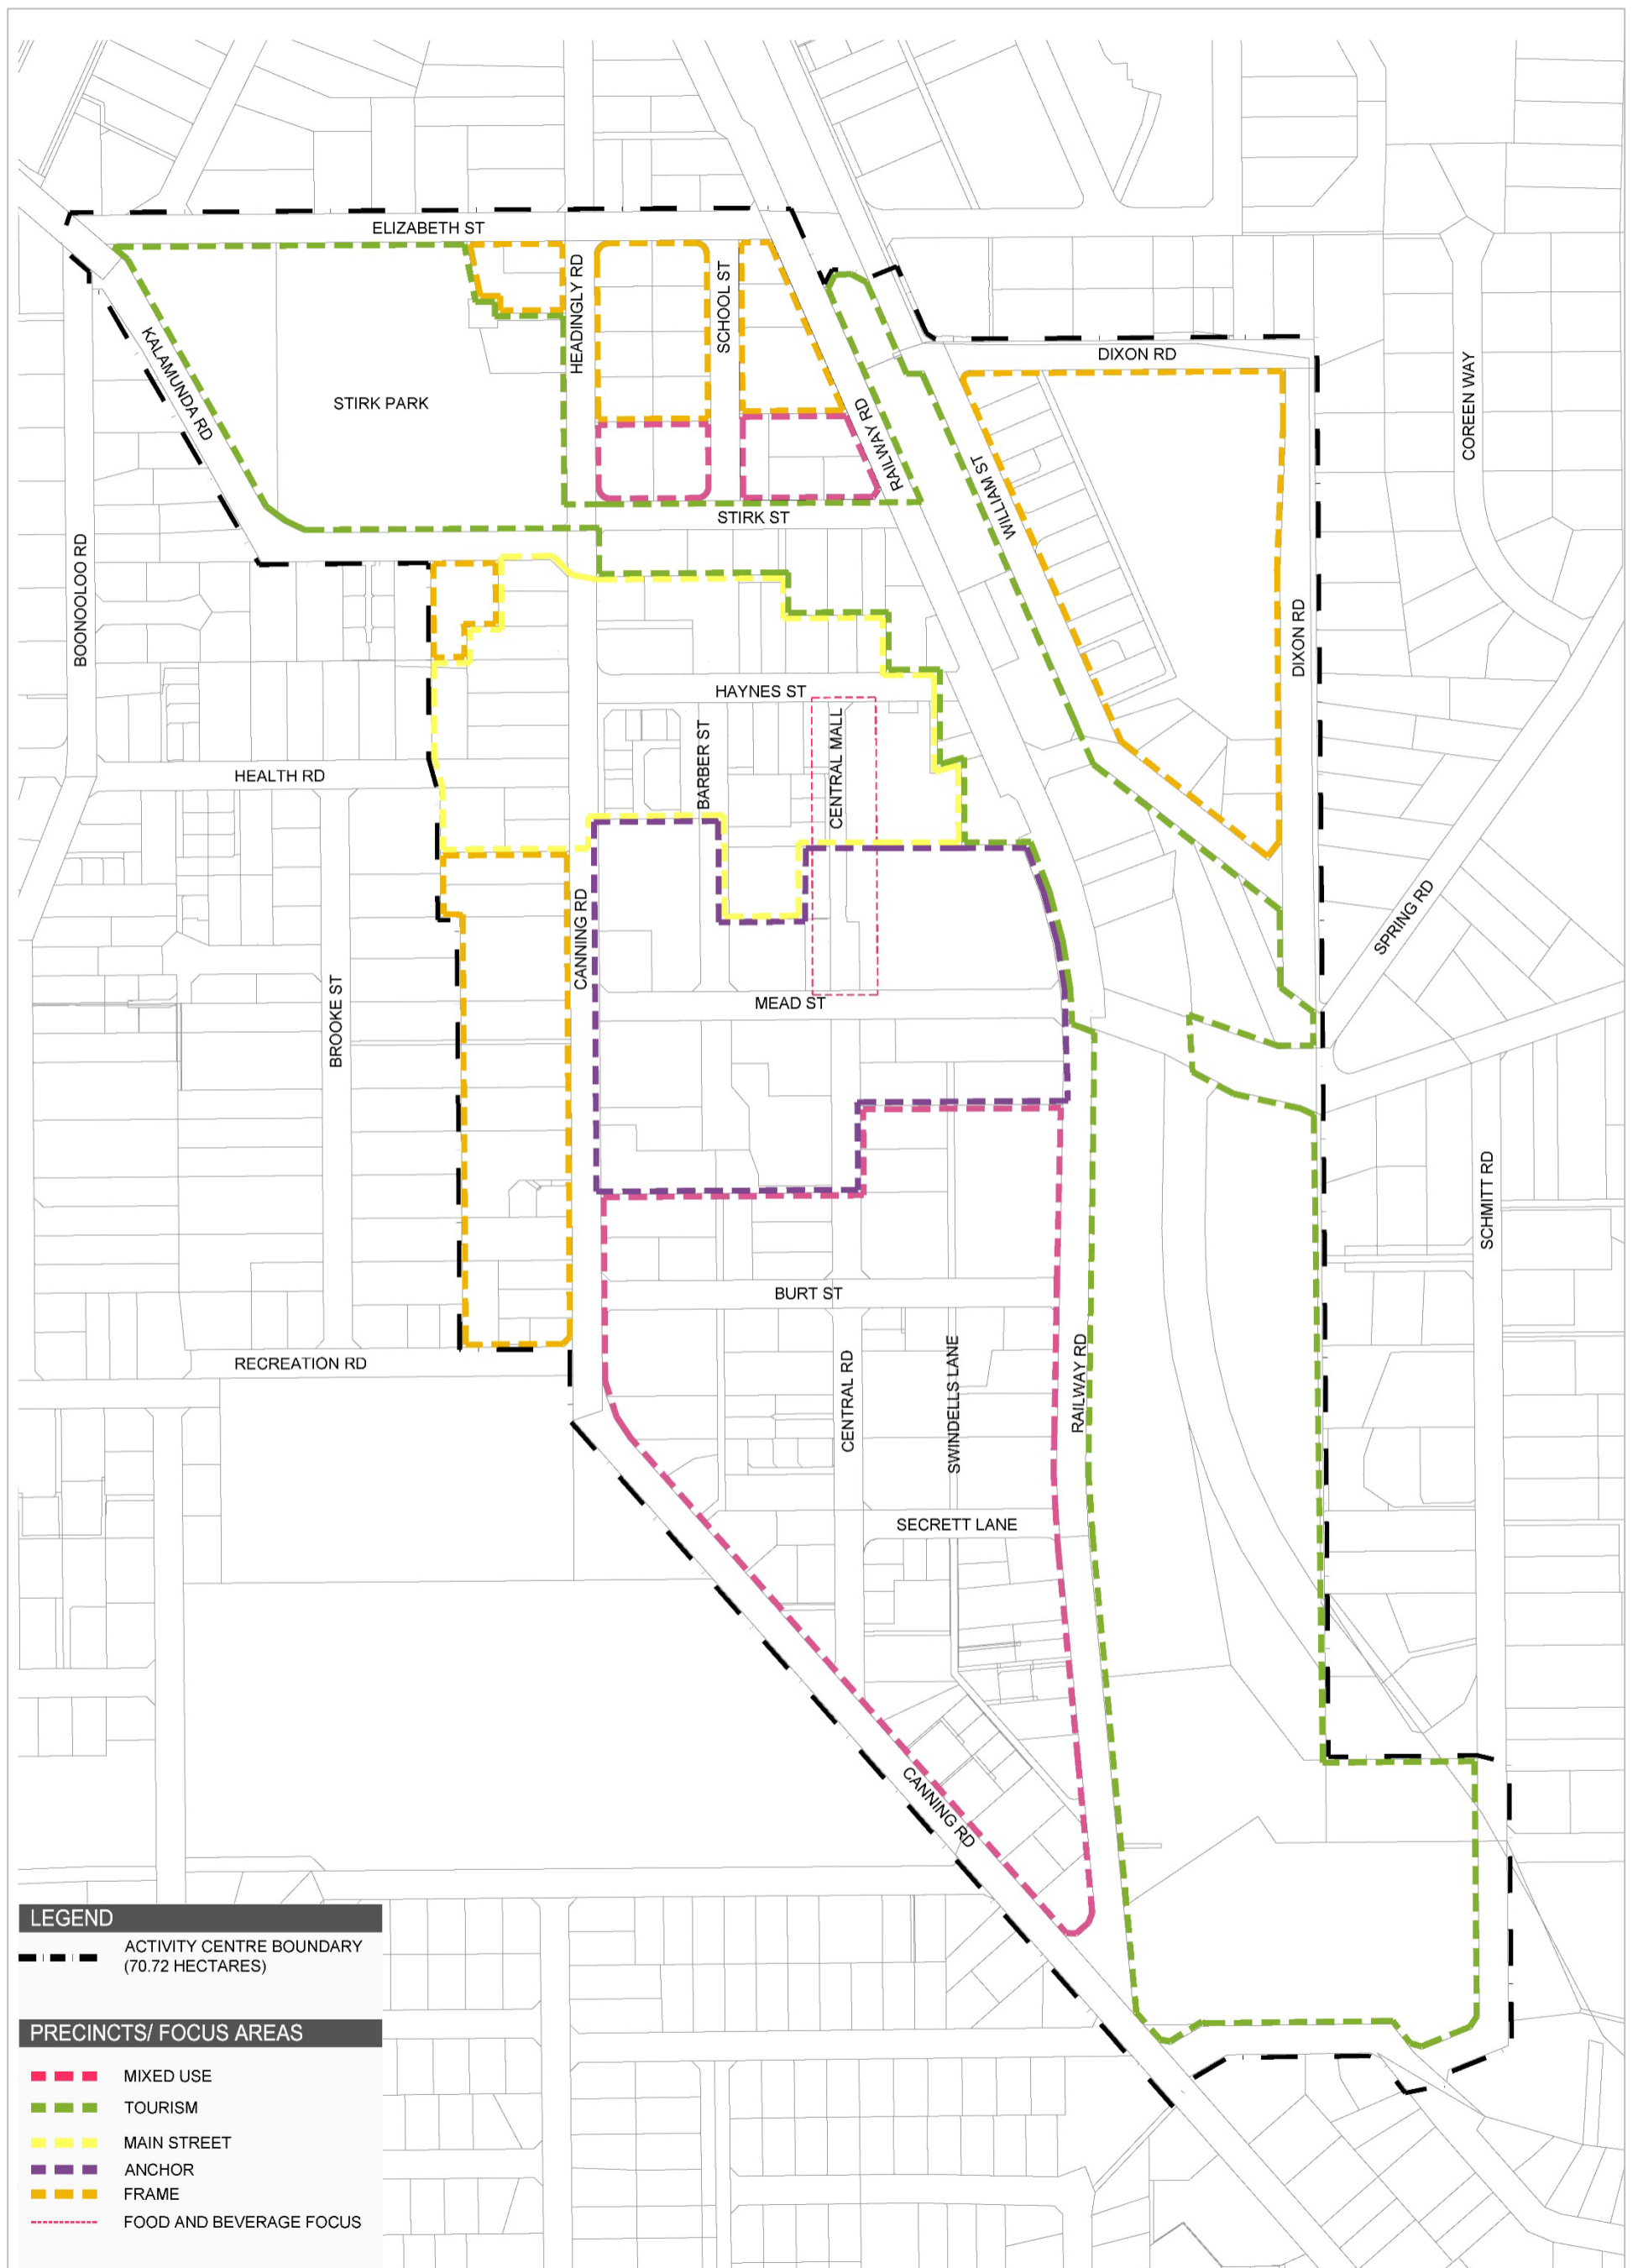 ELIZABETH ST
HEADINGLY RD
SCHOOL ST
KALAMUNDA RD
STIRK PARK
RAILWAY RD
DIXON RD
COREEN WAY
WILLIAM ST
STIRK ST
BOONOOLOO RD
DIXON RD
HAYNES ST
BARBER ST
CENTRAL MALL
HEALTH RD
CANNING RD
SPRING RD
BROOKE ST
MEAD ST
SCHMITT RD
BURT ST
RECREATION RD
CENTRAL RD
SWINDELLS LANE
RAILWAY RD
SECRETT LANE
CANNING RD
LEGEND
ACTIVITY CENTRE BOUNDARY
(70.72 HECTARES)
PRECINCTS/ FOCUS AREAS
MIXED USE
TOURISM
MAIN STREET
ANCHOR
FRAME
FOOD AND BEVERAGE FOCUS